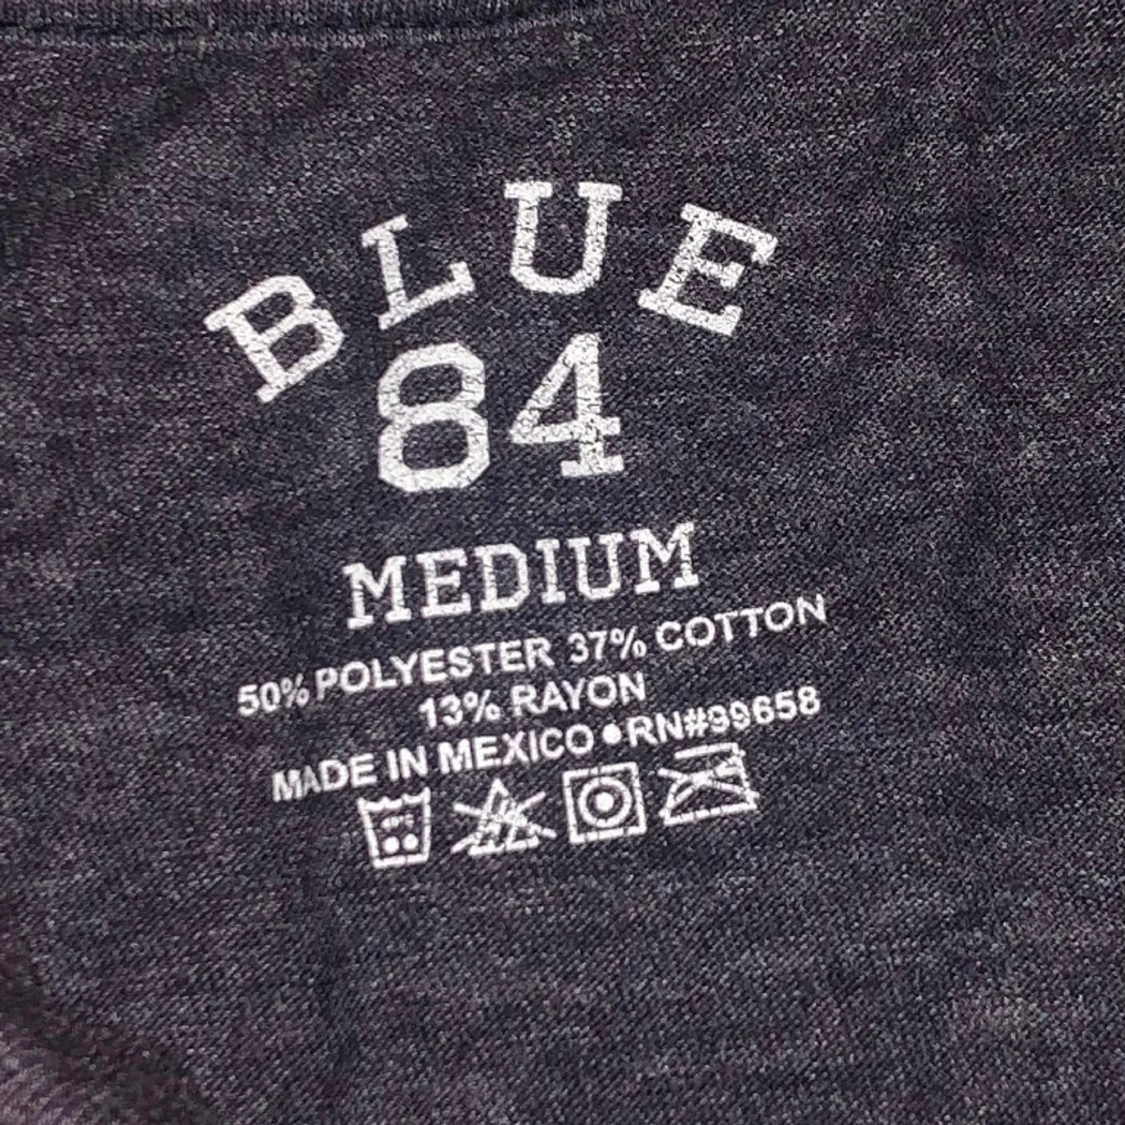 BLUE
84
MEDIUM
50% POLYESTER 37% COTTON
13% RAYON
MADE IN MEXICO • RN#99658